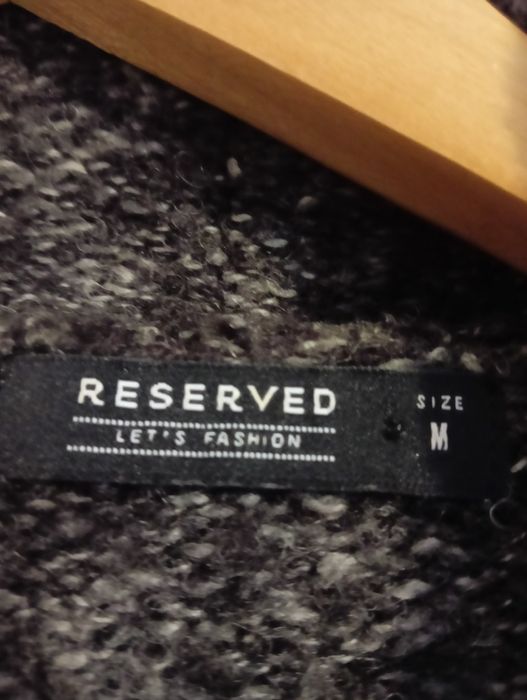 RESERVED
LET'S FASHION
SIZE
M